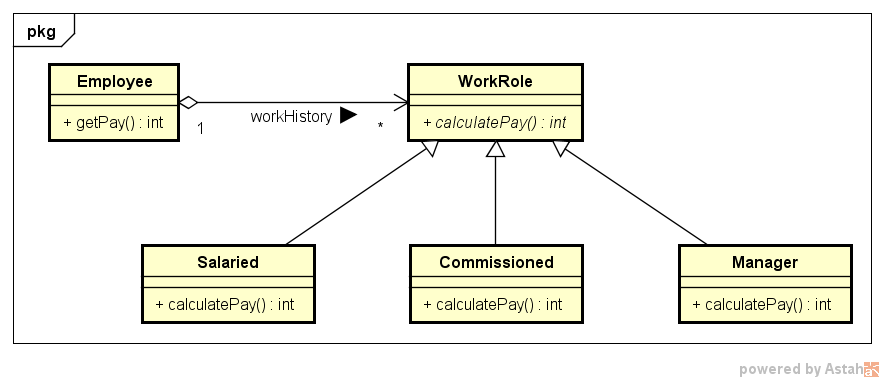 pkg
Employee
+ getPay() : int
1
workHistory
*
WorkRole
+ calculatePay() : int
Salaried
+ calculatePay() : int
Commissioned
+ calculatePay() : int
Manager
+ calculatePay() : int
powered by Astah